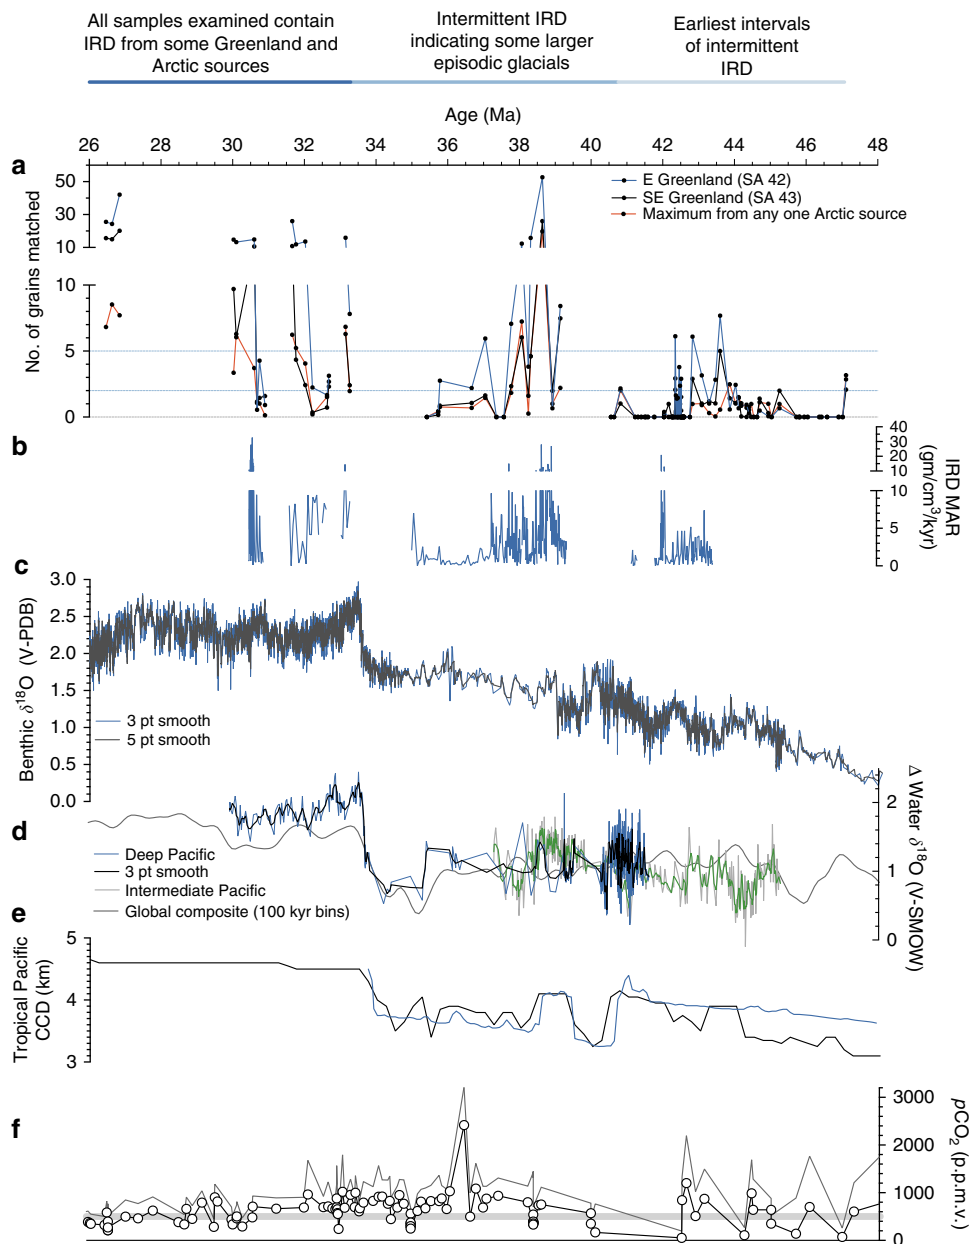 All samples examined contain
IRD from some Greenland and
Arctic sources
Intermittent IRD
indicating some larger
episodic glacials
Earliest intervals
of intermittent
IRD
Age (Ma)
26 28 30 32 34 36 38 40 42 44 46 48
a
No. of grains matched
50
30
10
10
5
0
E Greenland (SA 42)
SE Greenland (SA 43)
Maximum from any one Arctic source
b
40
30
20
10
10
5
0
IRD MAR
(gm/cm³/kyr)
c
Benthic δ¹⁸O (V-PDB)
3.0
2.5
2.0
1.5
1.0
0.5
0.0
3 pt smooth
5 pt smooth
d
Deep Pacific
3 pt smooth
Intermediate Pacific
Global composite (100 kyr bins)
2
1
0
Δ Water δ¹⁸O
(V-SMOW)
e
Tropical Pacific
CCD (km)
5
4
3
f
3000
2000
1000
0
pCO₂ (p.p.m.v.)